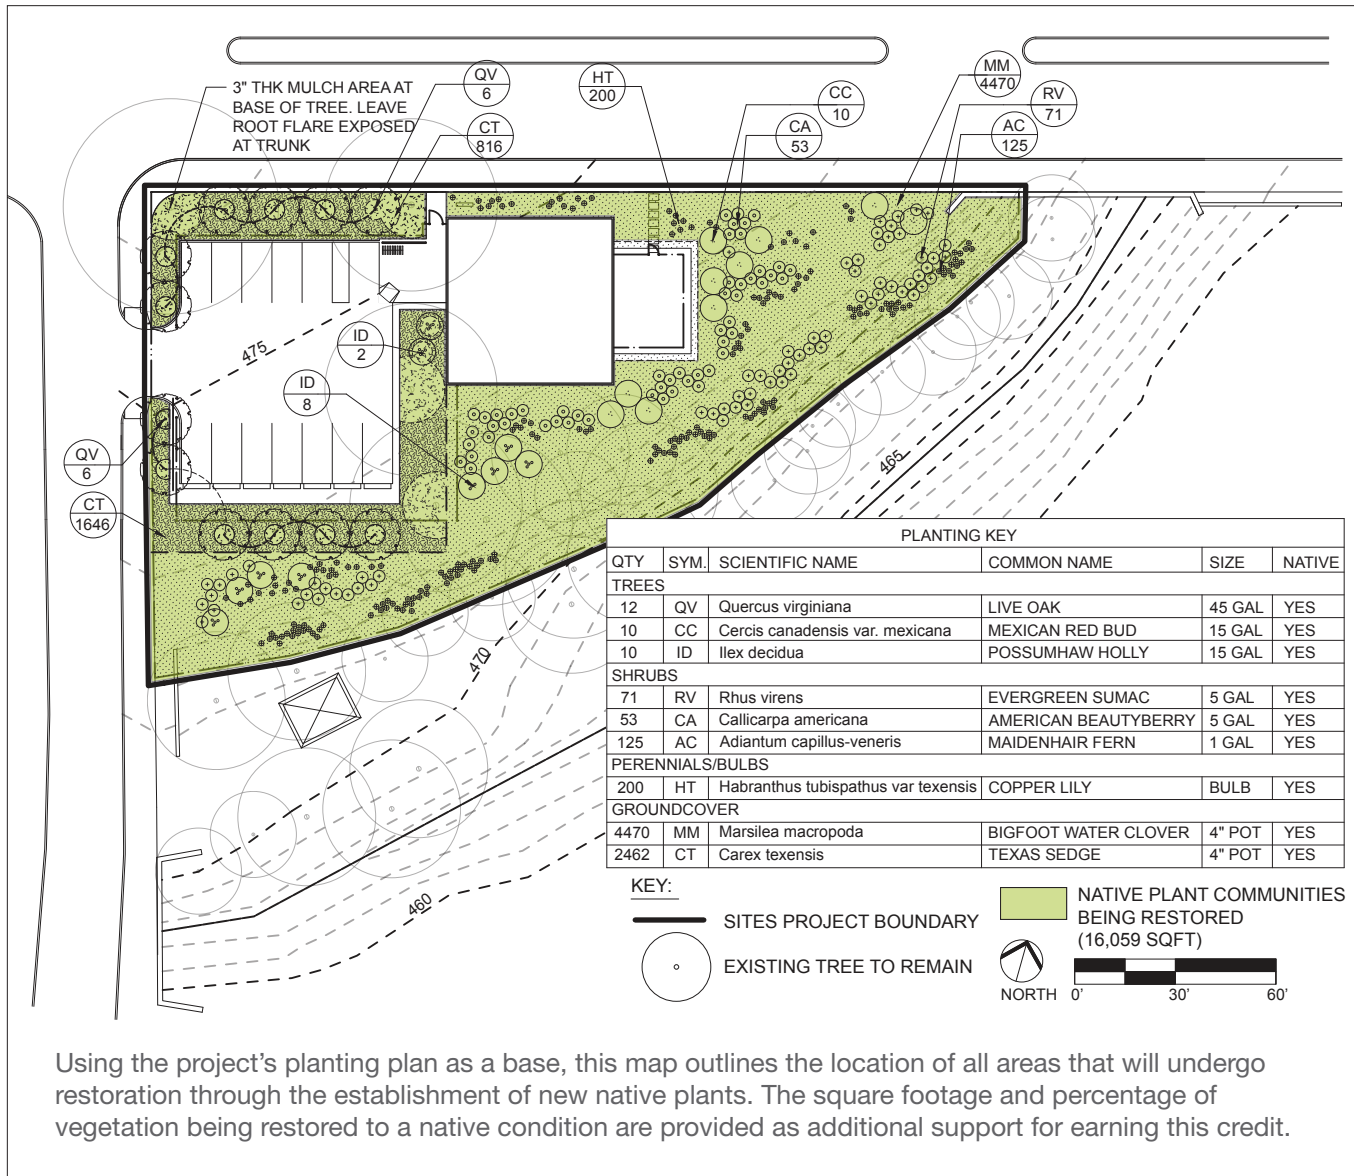 3" THK MULCH AREA AT
BASE OF TREE. LEAVE
ROOT FLARE EXPOSED
AT TRUNK
QV
6
CT
816
HT
200
CC
10
CA
53
MM
4470
RV
71
AC
125
475
ID
2
ID
8
QV
6
CT
1646
465
470
460
PLANTING KEY
QTY SYM. SCIENTIFIC NAME COMMON NAME SIZE NATIVE
TREES
12 QV Quercus virginiana LIVE OAK 45 GAL YES
10 CC Cercis canadensis var. mexicana MEXICAN RED BUD 15 GAL YES
10 ID Ilex decidua POSSUMHAW HOLLY 15 GAL YES
SHRUBS
71 RV Rhus virens EVERGREEN SUMAC 5 GAL YES
53 CA Callicarpa americana AMERICAN BEAUTYBERRY 5 GAL YES
125 AC Adiantum capillus-veneris MAIDENHAIR FERN 1 GAL YES
PERENNIALS/BULBS
200 HT Habranthus tubispathus var texensis COPPER LILY BULB YES
GROUNDCOVER
4470 MM Marsilea macropoda BIGFOOT WATER CLOVER 4" POT YES
2462 CT Carex texensis TEXAS SEDGE 4" POT YES
KEY:
SITES PROJECT BOUNDARY
EXISTING TREE TO REMAIN
NATIVE PLANT COMMUNITIES
BEING RESTORED
(16,059 SQFT)
NORTH 0' 30' 60'
Using the project's planting plan as a base, this map outlines the location of all areas that will undergo
restoration through the establishment of new native plants. The square footage and percentage of
vegetation being restored to a native condition are provided as additional support for earning this credit.